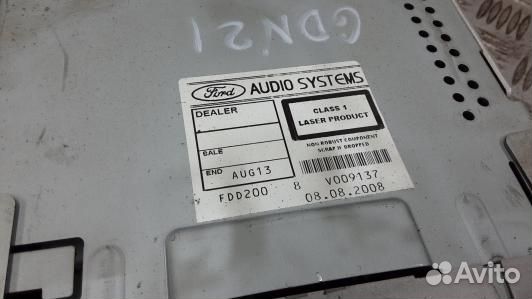 GDN21
Ford AUDIO SYSTEMS
DEALER
CLASS 1
LASER PRODUCT
SALE
NON ROBUST COMPONENT
SCRAP IF DROPPED
END AUG13
V FDD200 8 V009137
08.08.2008
Avito